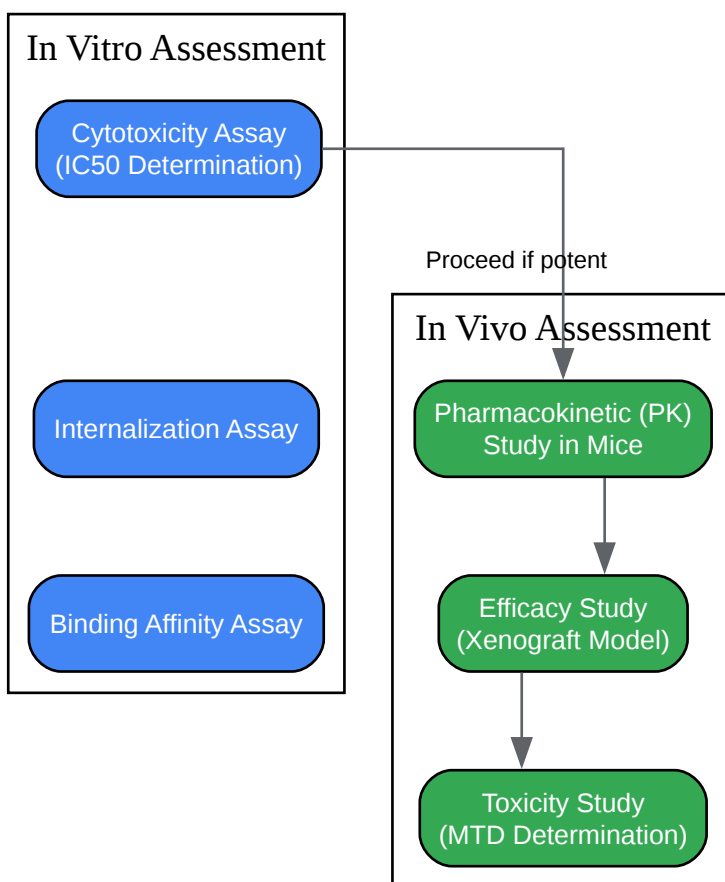 In Vitro Assessment
Cytotoxicity Assay
(IC50 Determination)
Internalization Assay
Binding Affinity Assay
Proceed if potent
In Vivo Assessment
Pharmacokinetic (PK)
Study in Mice
Efficacy Study
(Xenograft Model)
Toxicity Study
(MTD Determination)